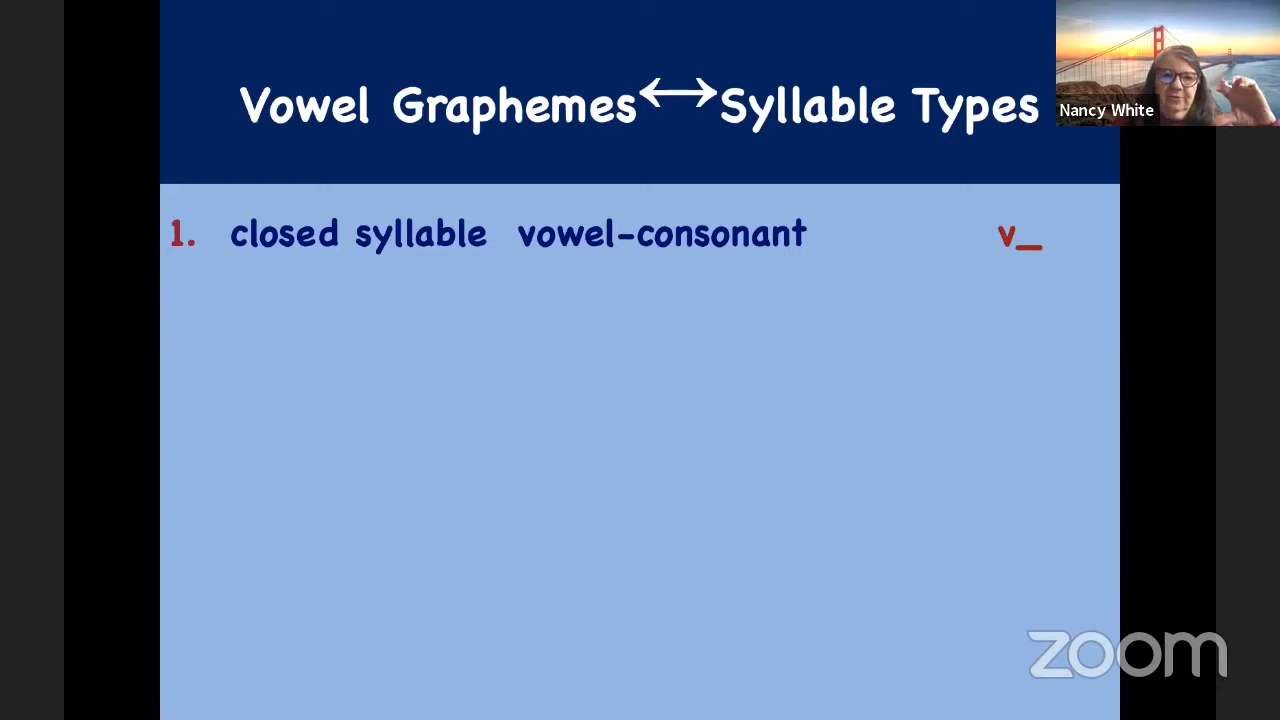 Vowel Graphemes↔Syllable Types
Nancy White
1. closed syllable vowel-consonant v_
zoom